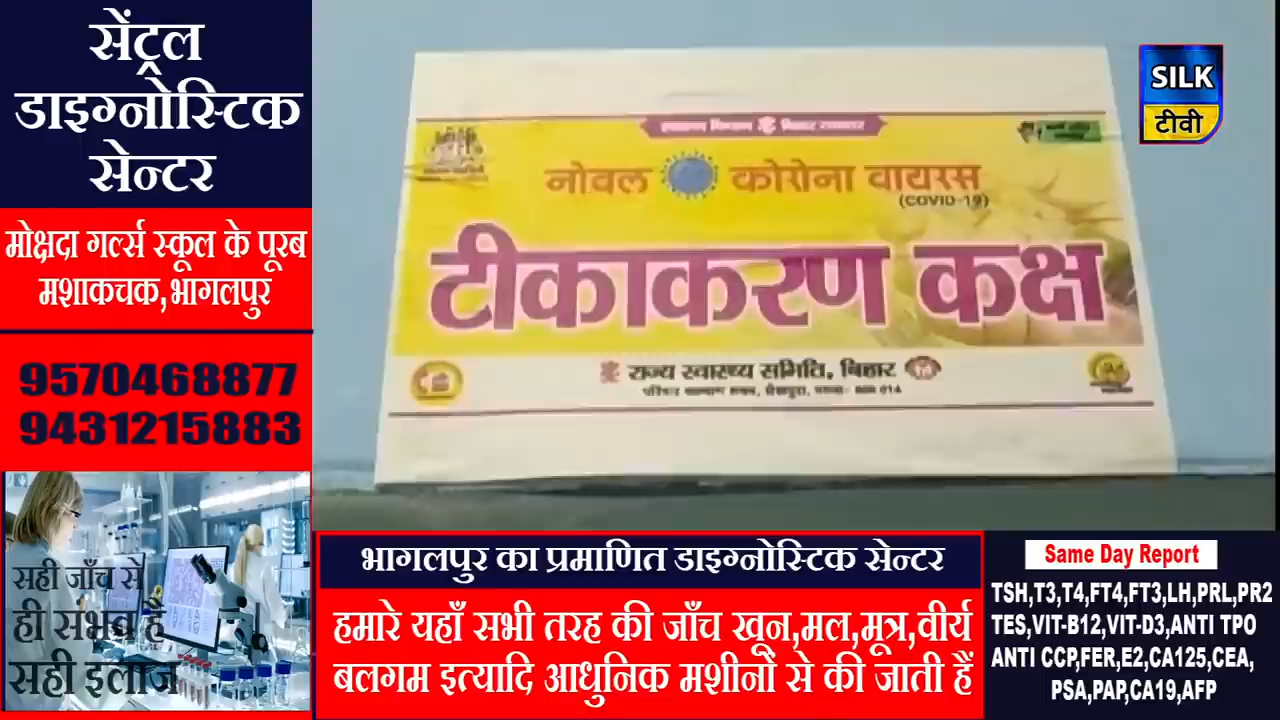 सेंट्रल
डाइग्नोस्टिक
सेन्टर
मोक्षदा गर्ल्स स्कूल के पूरब
मशाकचक,भागलपुर
9570468877
9431215883
सही जाँच से
ही संभव है
सही इलाज
SILK
टीवी
नोवल कोरोना वायरस
(COVID-19)
टीकाकरण कक्ष
राज्य स्वास्थ्य समिति, बिहार
भागलपुर का प्रमाणित डाइग्नोस्टिक सेन्टर
हमारे यहाँ सभी तरह की जाँच खून,मल,मूत्र,वीर्य
बलगम इत्यादि आधुनिक मशीनों से की जाती हैं
Same Day Report
TSH,T3,T4,FT4,FT3,LH,PRL,PR2
TES,VIT-B12,VIT-D3,ANTI TPO
ANTI CCP,FER,E2,CA125,CEA,
PSA,PAP,CA19,AFP